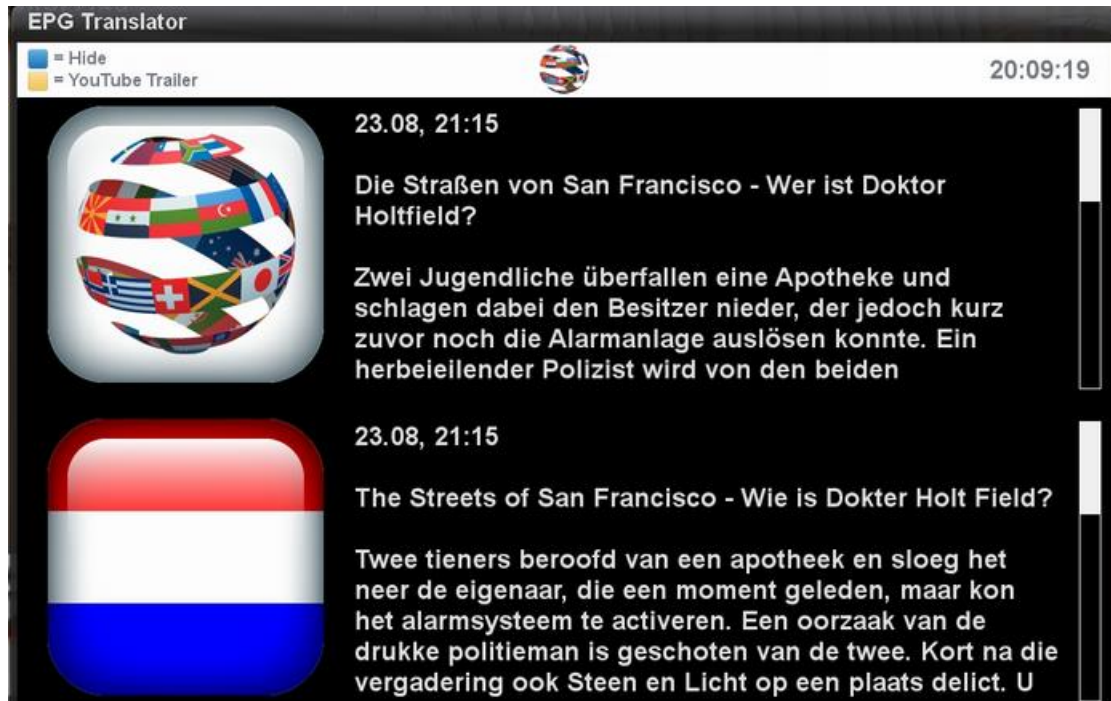 EPG Translator
= Hide
= YouTube Trailer
20:09:19
23.08, 21:15
Die Straßen von San Francisco - Wer ist Doktor
Holtfield?
Zwei Jugendliche überfallen eine Apotheke und
schlagen dabei den Besitzer nieder, der jedoch kurz
zuvor noch die Alarmanlage auslösen konnte. Ein
herbeieilender Polizist wird von den beiden
23.08, 21:15
The Streets of San Francisco - Wie is Dokter Holt Field?
Twee tieners beroofd van een apotheek en sloeg het
neer de eigenaar, die een moment geleden, maar kon
het alarmsysteem te activeren. Een oorzaak van de
drukke politieman is geschoten van de twee. Kort na die
vergadering ook Steen en Licht op een plaats delict. U